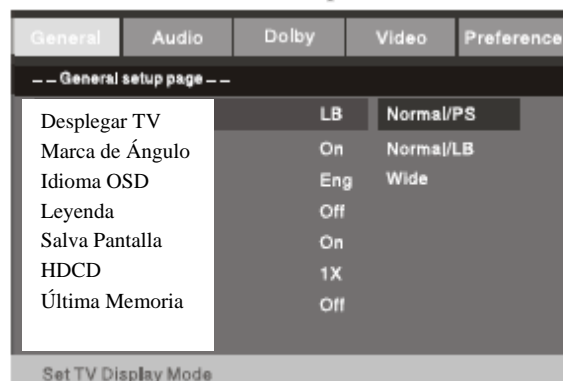 General Audio Dolby Video Preference
-- General setup page --
Desplegar TV LB Normal/PS
Marca de Ángulo On Normal/LB
Idioma OSD Eng Wide
Leyenda Off
Salva Pantalla On
HDCD 1X
Última Memoria Off
Set TV Display Mode